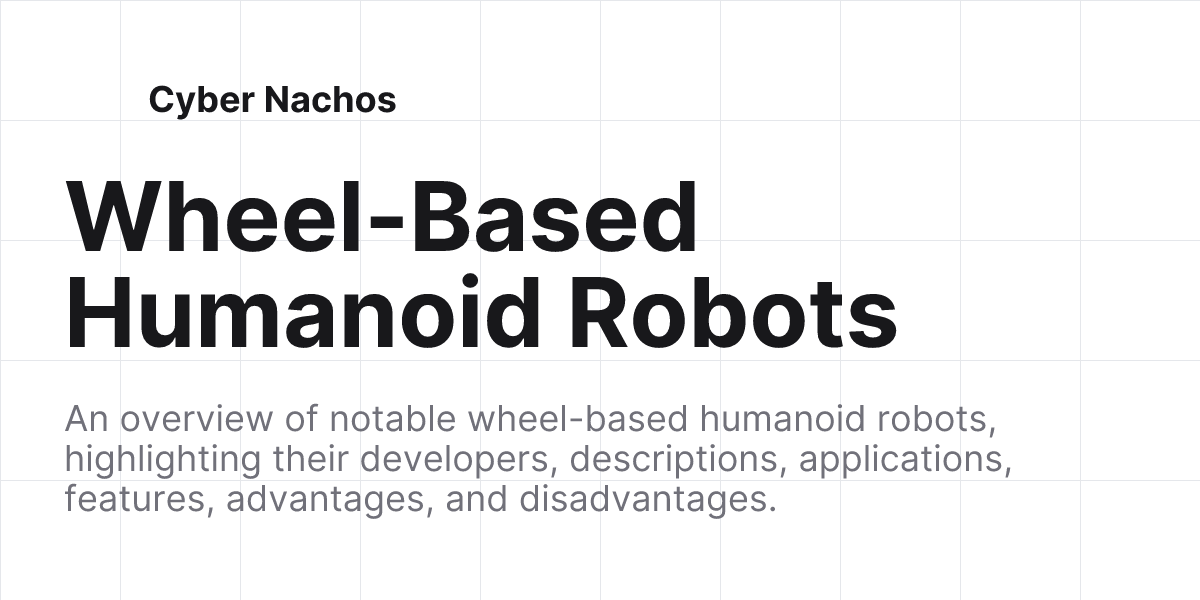 Cyber Nachos
Wheel-Based
Humanoid Robots
An overview of notable wheel-based humanoid robots,
highlighting their developers, descriptions, applications,
features, advantages, and disadvantages.